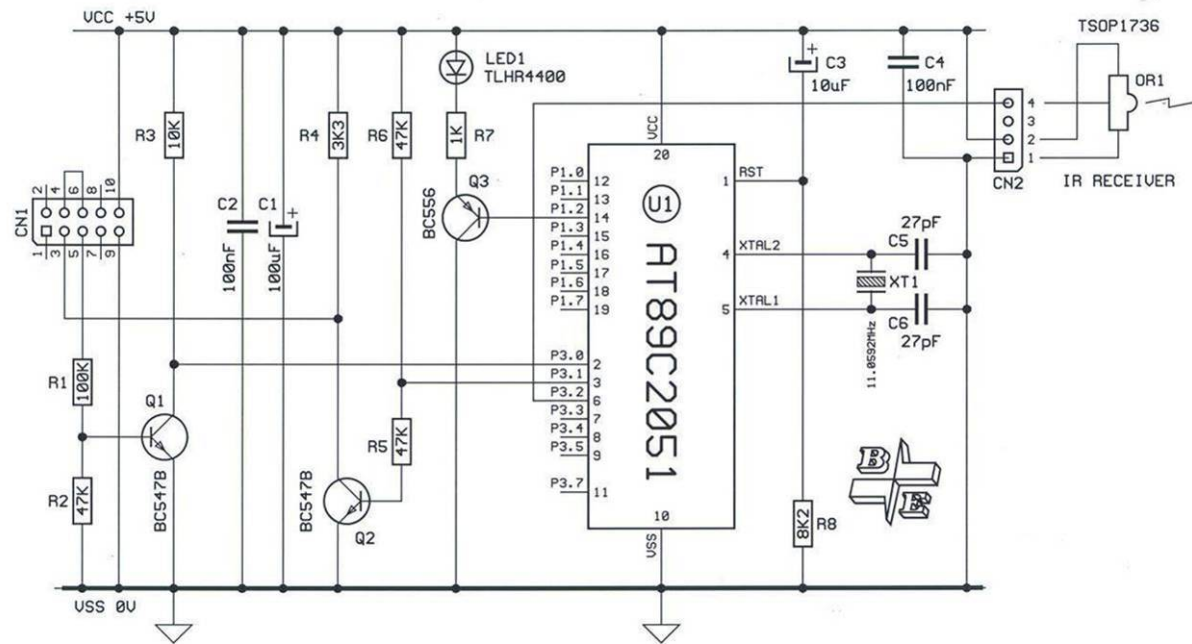 VCC +5V
TSOP1736
LED1
TLHR4400
C3
10uF
C4
100nF
OR1
R3
10K
R4
3K3
R6
47K
1K
R7
VCC
20
4
3
2
1
CN2
IR RECEIVER
2
4
6
8
10
CN1
1
3
5
7
9
C2
100nF
C1
100uF
Q3
BC556
P1.0
12
P1.1
13
P1.2
14
P1.3
15
P1.4
16
P1.5
17
P1.6
18
P1.7
19
U1
AT89C2051
1
RST
XTAL2
4
XTAL1
5
27pF
C5
XT1
C6
27pF
11.0592MHz
P3.0
2
P3.1
3
P3.2
6
P3.3
7
P3.4
8
P3.5
9
P3.7
11
R1
100K
Q1
BC547B
R2
47K
R5
47K
BC547B
Q2
B
E
8K2
R8
10
VSS
VSS 0V